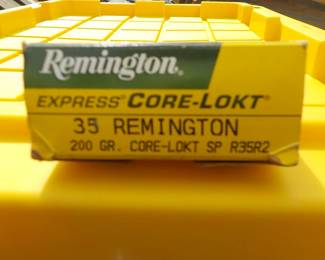 Remington.
EXPRESS® CORE-LOKT®
35 REMINGTON
200 GR. CORE-LOKT SP R35R2